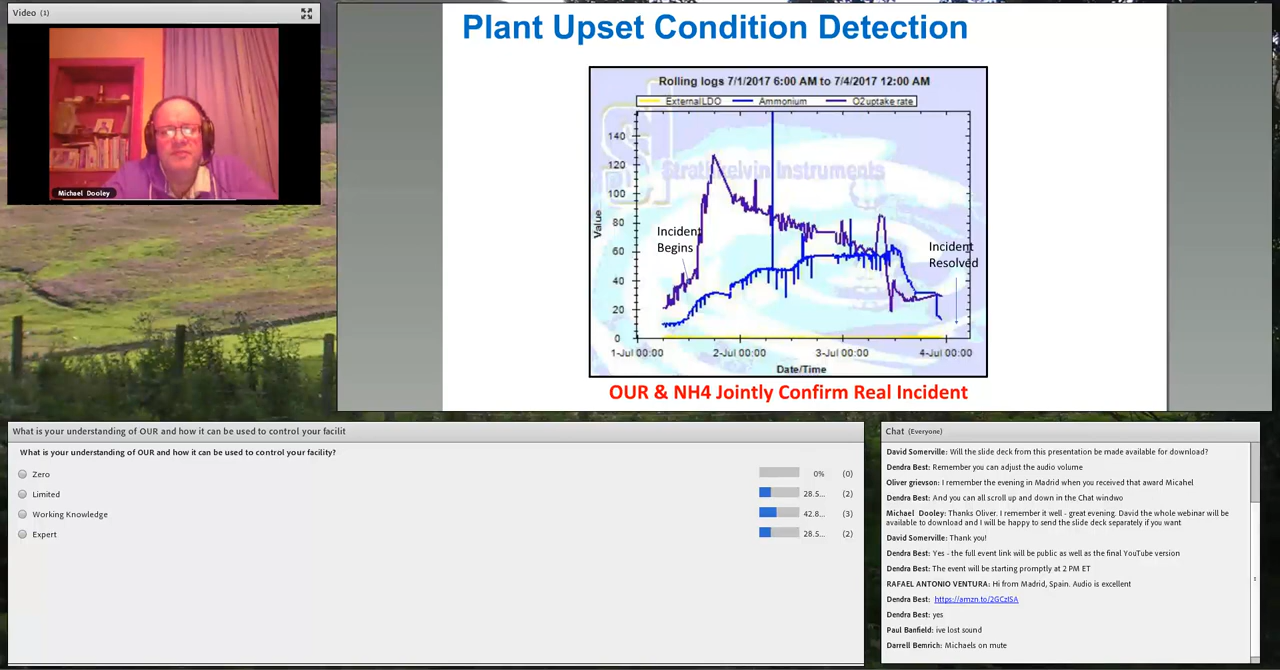 Video (1)
Michael Dooley
Plant Upset Condition Detection
Rolling logs 7/1/2017 6:00 AM to 7/4/2017 12:00 AM
ExternalLDO Ammonium O2 uptake rate
Strathkelvin Instruments
140
120
100
80
60
40
20
0
Value
Incident
Begins
Incident
Resolved
1-Jul 00:00 2-Jul 00:00 3-Jul 00:00 4-Jul 00:00
Date/Time
OUR & NH4 Jointly Confirm Real Incident
What is your understanding of OUR and how it can be used to control your facilit
What is your understanding of OUR and how it can be used to control your facility?
Zero 0% (0)
Limited 28.5... (2)
Working Knowledge 42.8... (3)
Expert 28.5... (2)
Chat (Everyone)
David Somerville: Will the slide deck from this presentation be made available for download?
Dendra Best: Remember you can adjust the audio volume
Oliver grievson: I remember the evening in Madrid when you received that award Micahel
Dendra Best: And you can all scroll up and down in the Chat windwo
Michael Dooley: Thanks Oliver. I remember it well - great evening. David the whole webinar will be
available to download and I will be happy to send the slide deck separately if you want
David Somerville: Thank you!
Dendra Best: Yes - the full event link will be public as well as the final YouTube version
Dendra Best: The event will be starting promptly at 2 PM ET
RAFAEL ANTONIO VENTURA: Hi from Madrid, Spain. Audio is excellent
Dendra Best: https://amzn.to/2GCzISA
Dendra Best: yes
Paul Banfield: ive lost sound
Darrell Bemrich: Michaels on mute